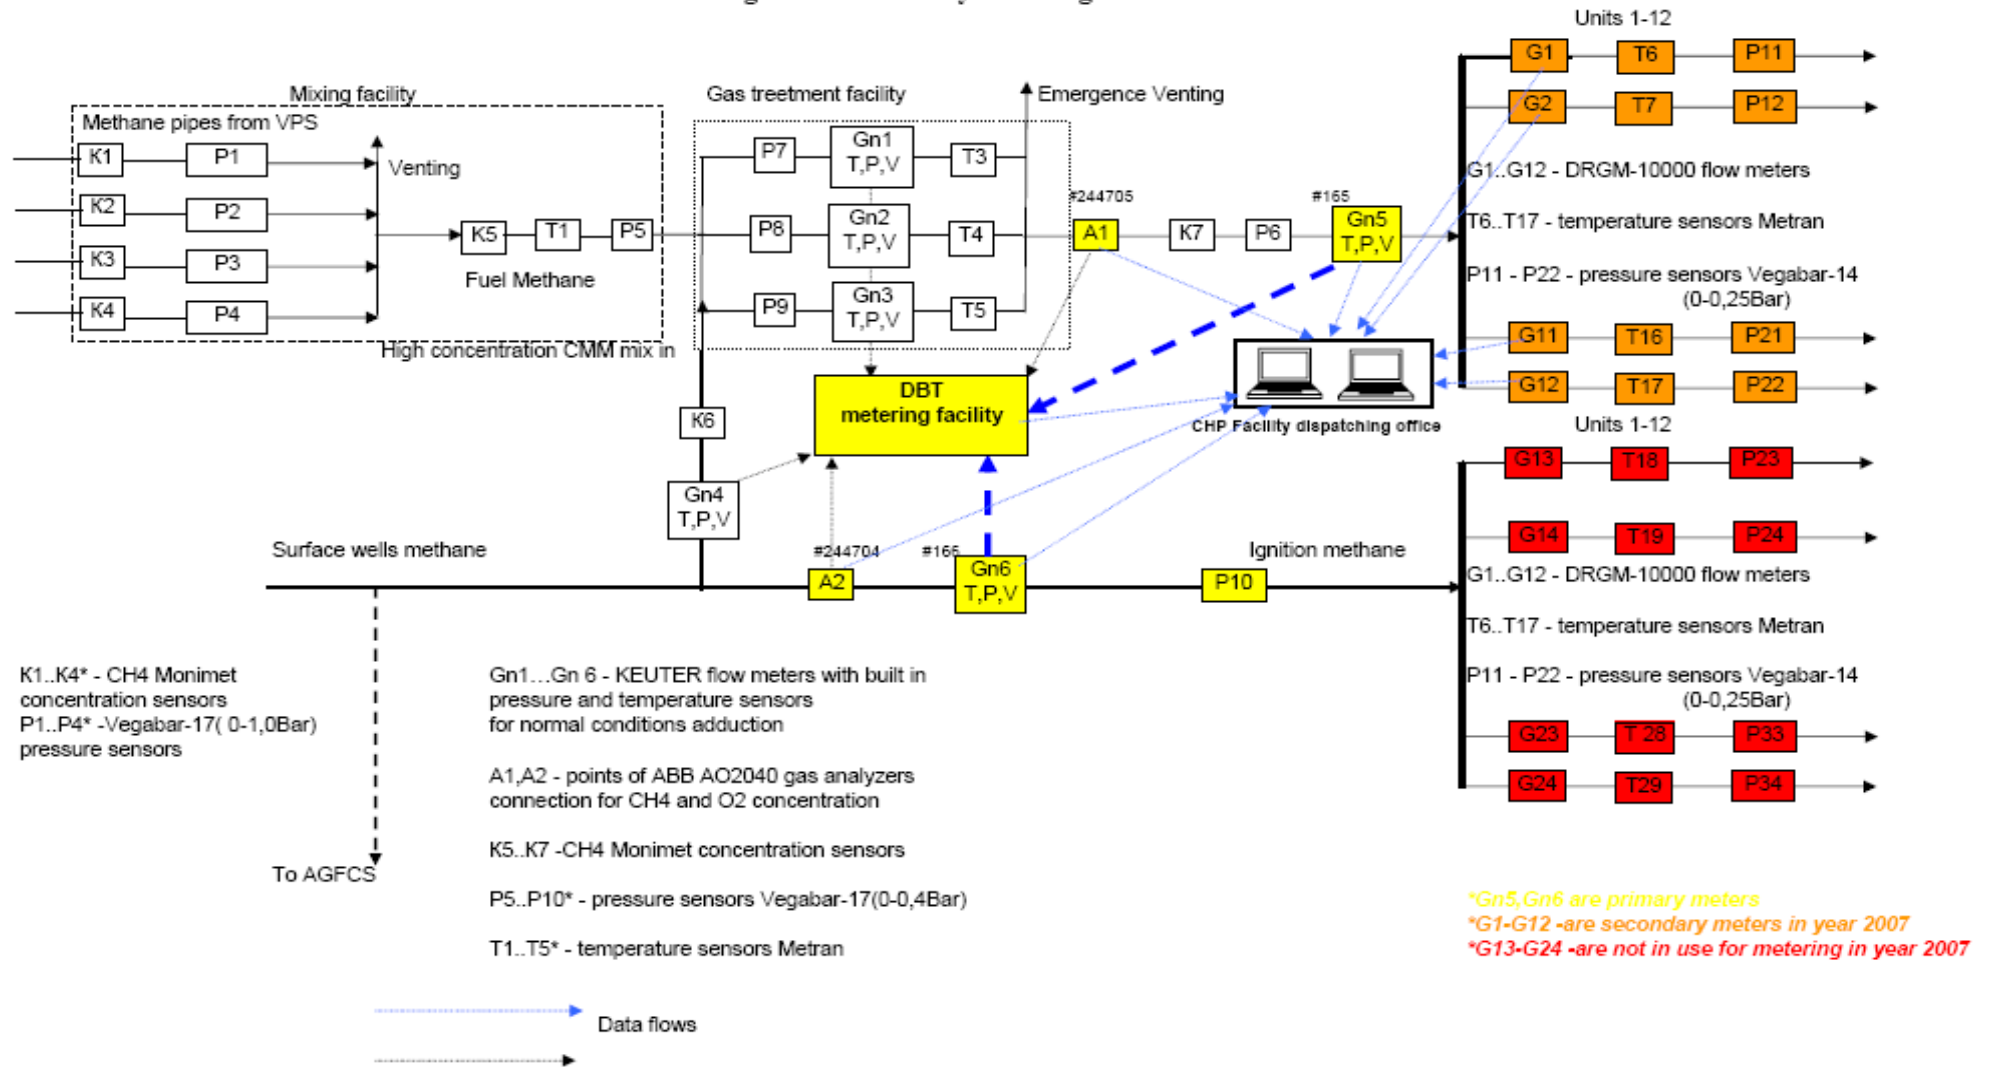 Units 1-12
G1 T6 P11
Mixing facility
Gas treetment facility
Emergence Venting
G2 T7 P12
Methane pipes from VPS
K1 P1
Venting
P7
Gn1
T,P,V
T3
G1..G12 - DRGM-10000 flow meters
K2 P2
#244705
#165
K5 T1 P5
P8
Gn2
T,P,V
T4
A1 K7 P6
Gn5
T,P,V
T6..T17 - temperature sensors Metran
K3 P3
Fuel Methane
P11 - P22 - pressure sensors Vegabar-14
(0-0,25Bar)
K4 P4
P9
Gn3
T,P,V
T5
G11 T16 P21
High concentration CMM mix in
G12 T17 P22
DBT
metering facility
CHP Facility dispatching office
Units 1-12
K6
G13 T18 P23
Gn4
T,P,V
G14 T19 P24
Surface wells methane
#244704
#166
Ignition methane
A2
Gn6
T,P,V
P10
G1..G12 - DRGM-10000 flow meters
T6..T17 - temperature sensors Metran
P11 - P22 - pressure sensors Vegabar-14
(0-0,25Bar)
G23 T 28 P33
G24 T29 P34
K1..K4* - CH4 Monimet
concentration sensors
P1..P4* -Vegabar-17( 0-1,0Bar)
pressure sensors
Gn1...Gn 6 - KEUTER flow meters with built in
pressure and temperature sensors
for normal conditions adduction
A1,A2 - points of ABB AO2040 gas analyzers
connection for CH4 and O2 concentration
K5..K7 -CH4 Monimet concentration sensors
To AGFCS
P5..P10* - pressure sensors Vegabar-17(0-0,4Bar)
T1..T5* - temperature sensors Metran
*Gn5,Gn6 are primary meters
*G1-G12 -are secondary meters in year 2007
*G13-G24 -are not in use for metering in year 2007
Data flows